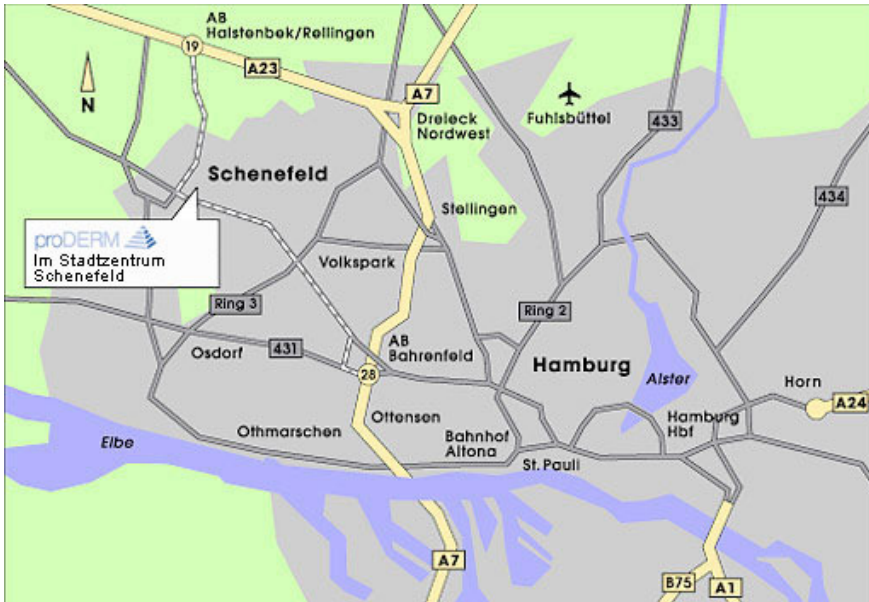 AB
Halstenbek/Rellingen
19
A23
N
A7
Dreieck
Nordwest
Fuhlsbüttel
433
Schenefeld
434
Stellingen
proDERM
Im Stadtzentrum
Schenefeld
Volkspark
Ring 3
Ring 2
Osdorf
431
AB
Bahrenfeld
28
Hamburg
Alster
Horn
A24
Ottensen
Othmarschen
Elbe
Bahnhof
Altona
St. Pauli
Hamburg
Hbf
A7
B75
A1